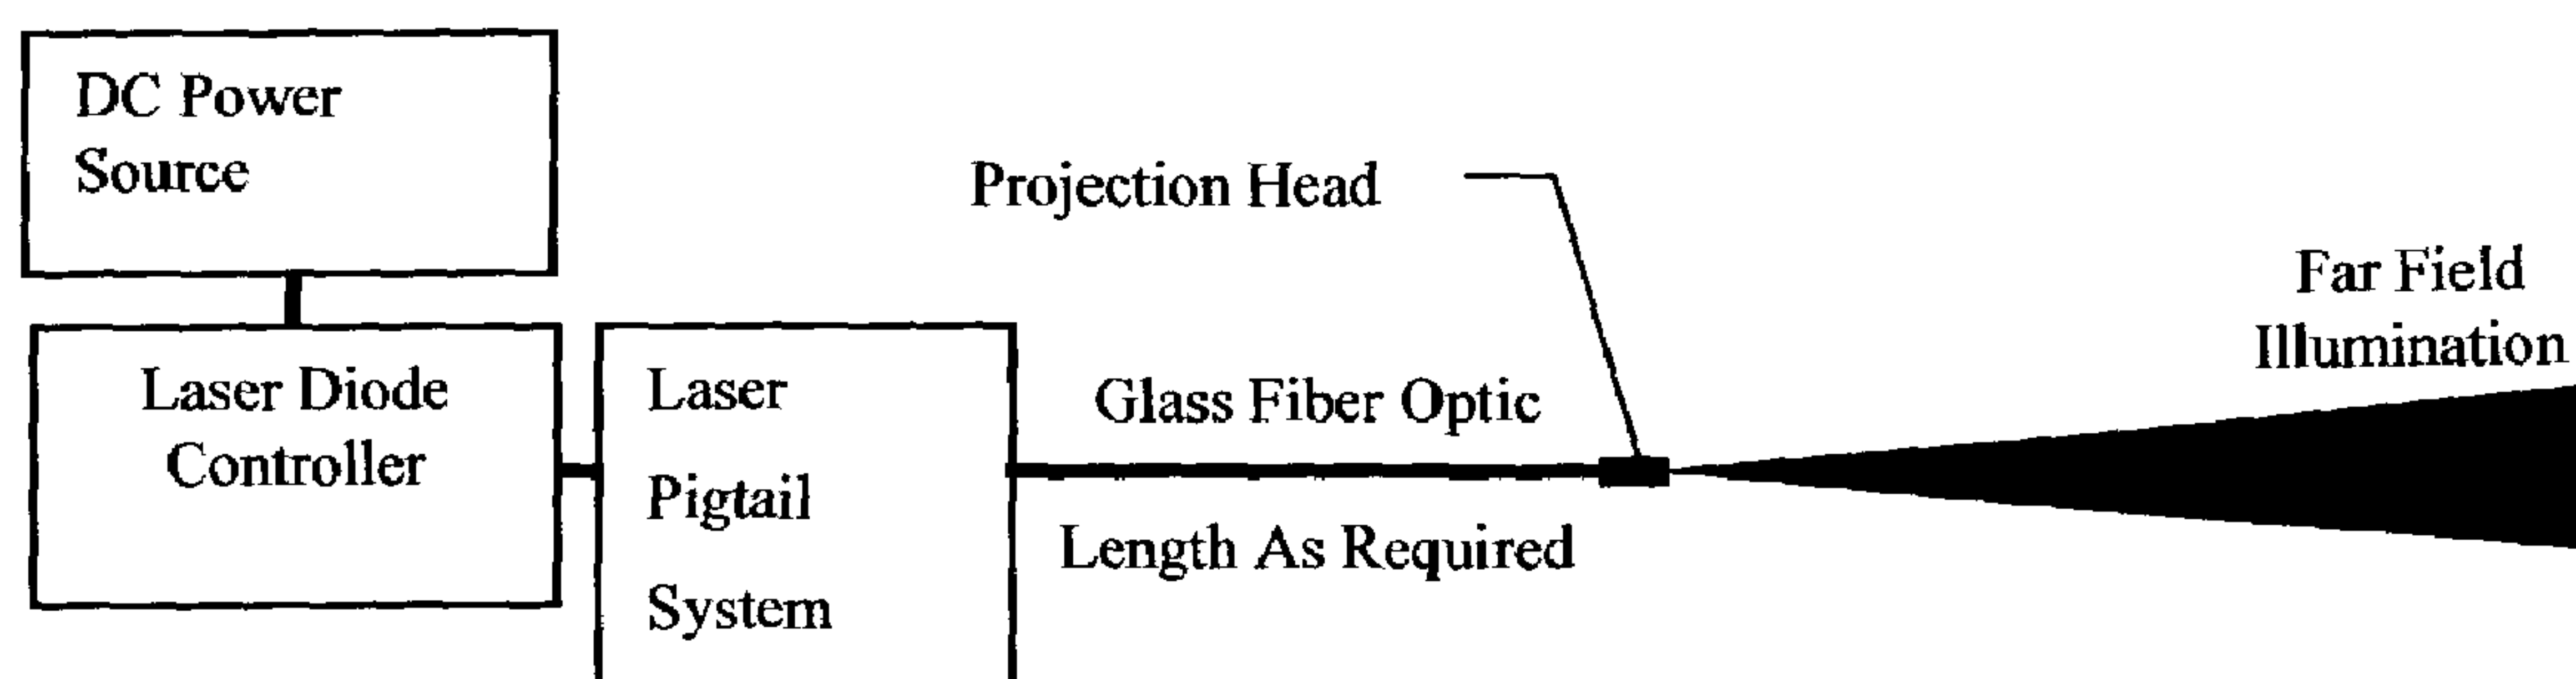 DC Power
Source
Projection Head
Far Field
Illumination
Laser Diode
Controller
Laser
Pigtail
System
Glass Fiber Optic
Length As Required